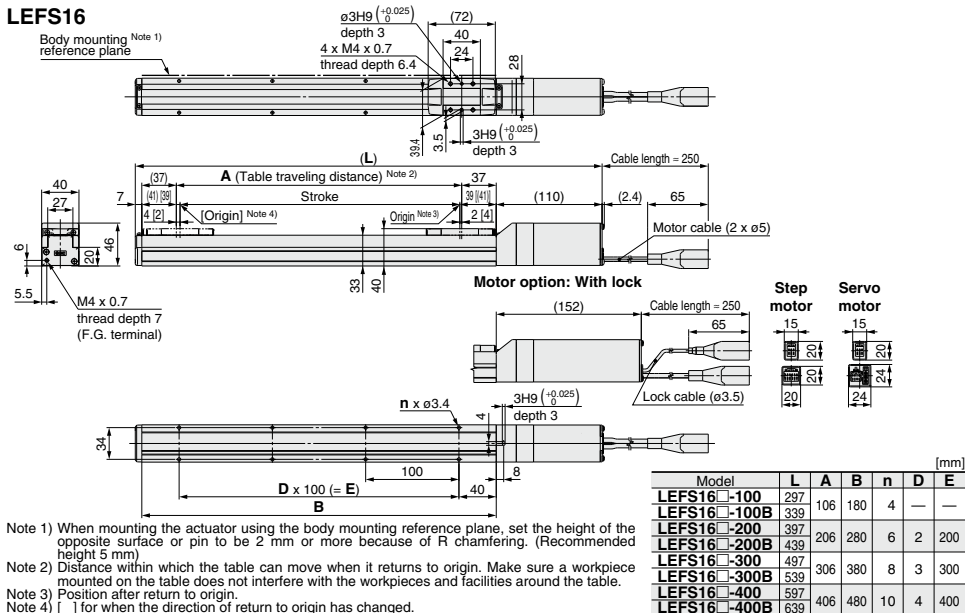 LEFS16
Body mounting Note 1)
reference plane
ø3H9 (+0.025 0)
depth 3
4 x M4 x 0.7
thread depth 6.4
(72)
40
24
28
39.4
3.5
3H9 (+0.025 0)
depth 3
(L)
Cable length = 250
(37)
A (Table traveling distance) Note 2)
37
7
(41) [39]
Stroke
39 [(41)]
(110)
(2.4)
65
4 [2]
[Origin] Note 4)
Origin Note 3)
2 [4]
Motor cable (2 x ø5)
40
27
46
20
6
5.5
33
40
M4 x 0.7
thread depth 7
(F.G. terminal)
Motor option: With lock
(152)
Cable length = 250
65
Lock cable (ø3.5)
Step
motor
15
20
20
20
Servo
motor
15
20
24
24
n x ø3.4
4
3H9 (+0.025 0)
depth 3
34
100
8
D x 100 (= E)
40
B
[mm]
Model L A B n D E
LEFS16□-100 297 106 180 4 — —
LEFS16□-100B 339
LEFS16□-200 397 206 280 6 2 200
LEFS16□-200B 439
LEFS16□-300 497 306 380 8 3 300
LEFS16□-300B 539
LEFS16□-400 597 406 480 10 4 400
LEFS16□-400B 639
Note 1) When mounting the actuator using the body mounting reference plane, set the height of the
opposite surface or pin to be 2 mm or more because of R chamfering. (Recommended
height 5 mm)
Note 2) Distance within which the table can move when it returns to origin. Make sure a workpiece
mounted on the table does not interfere with the workpieces and facilities around the table.
Note 3) Position after return to origin.
Note 4) [ ] for when the direction of return to origin has changed.